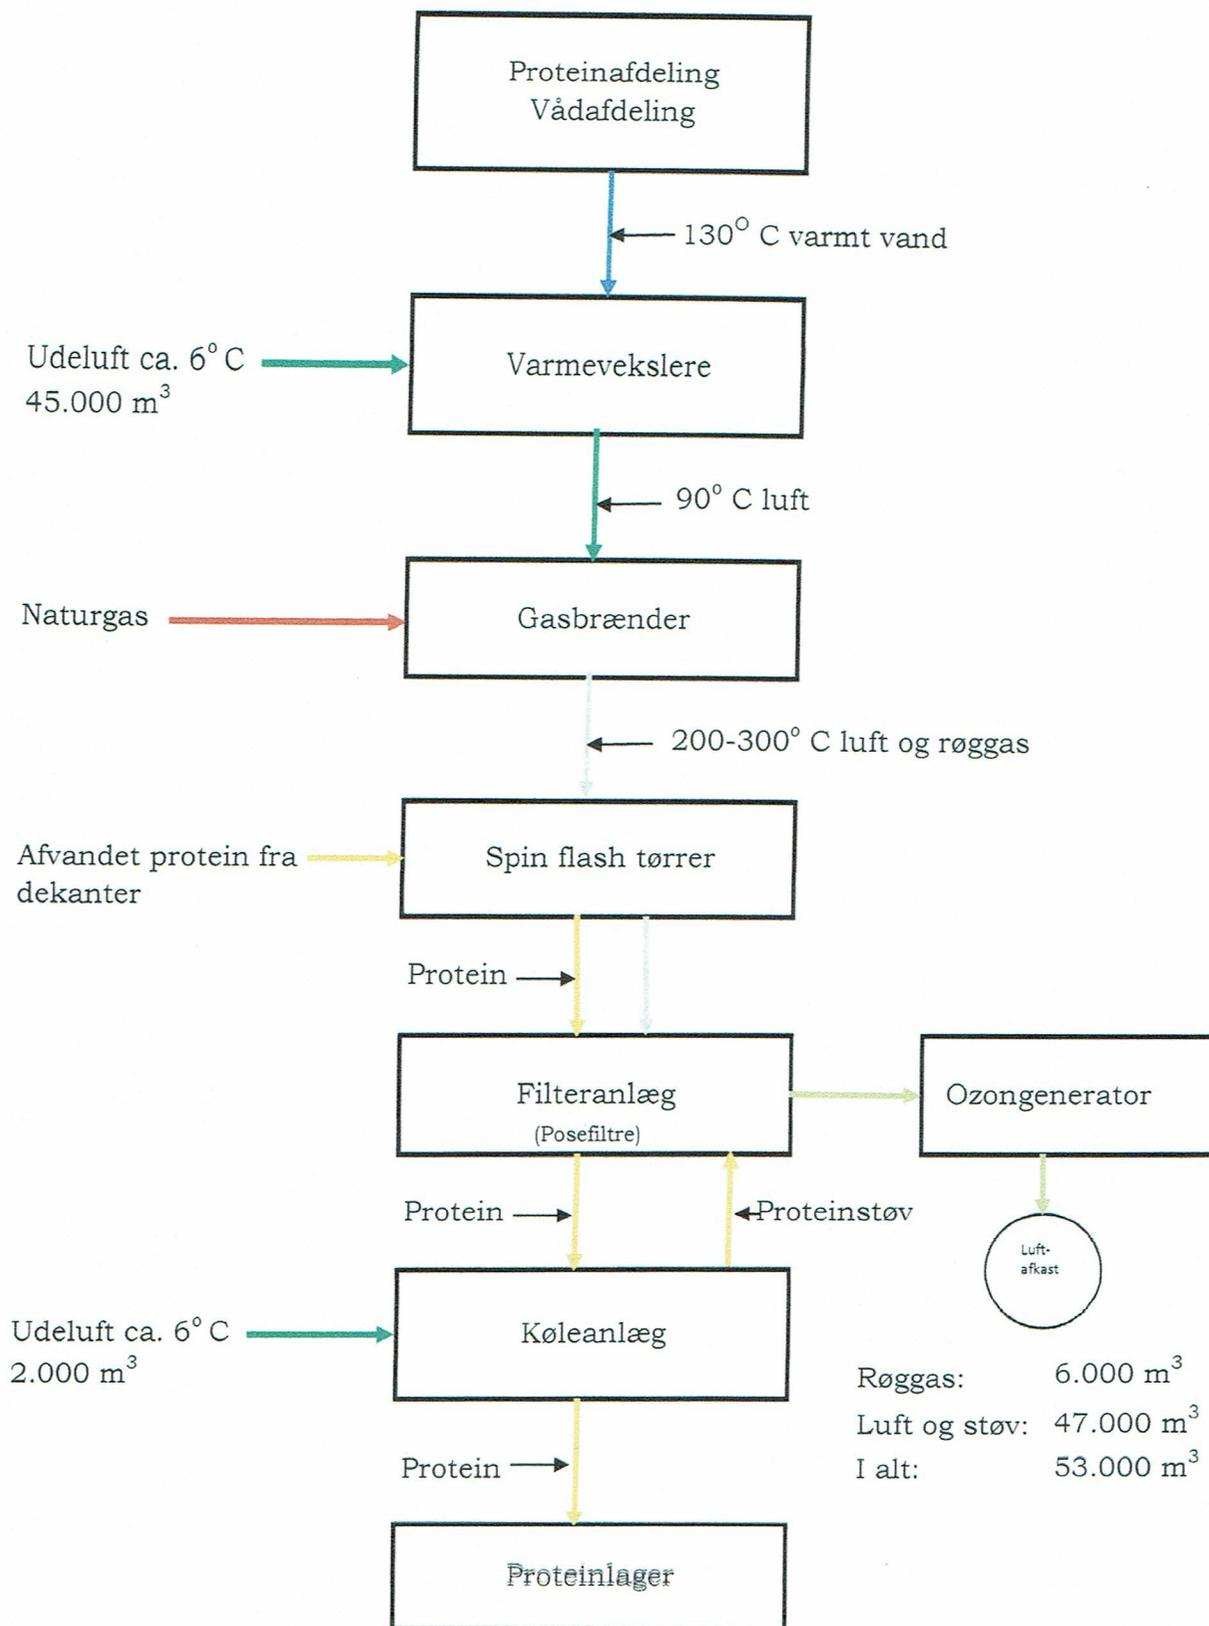 Proteinafdeling
Vådafdeling
130° C varmt vand
Udeluft ca. 6° C
45.000 m³
Varmevekslere
90° C luft
Naturgas
Gasbrænder
200-300° C luft og røggas
Afvandet protein fra
dekanter
Spin flash tørrer
Protein
Filteranlæg
(Posefiltre)
Ozongenerator
Protein
Proteinstøv
Luft-
afkast
Udeluft ca. 6° C
2.000 m³
Køleanlæg
Røggas: 6.000 m³
Luft og støv: 47.000 m³
I alt: 53.000 m³
Protein
Proteinlager